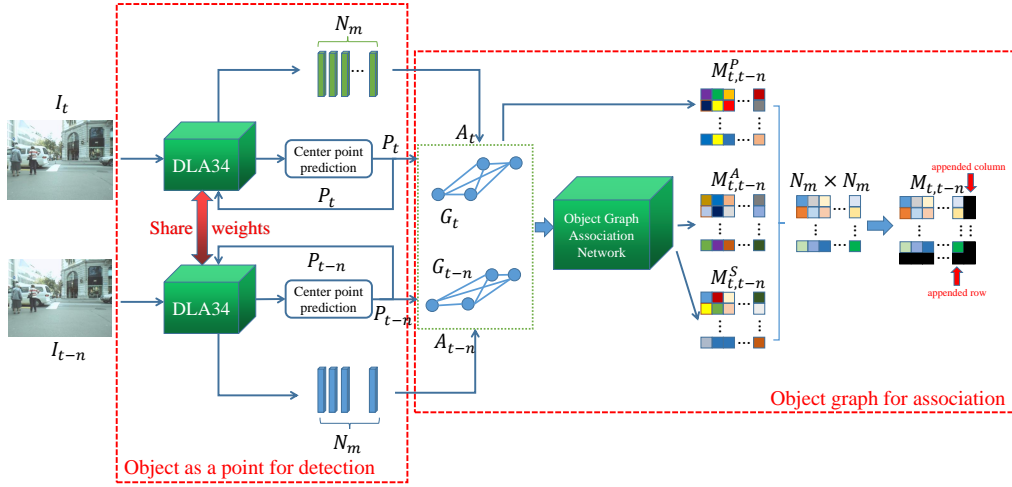 N_m
I_t
DLA34
Center point
prediction
P_t
P_t
Share weights
P_{t-n}
DLA34
Center point
prediction
P_{t-n}
I_{t-n}
N_m
Object as a point for detection
A_t
G_t
G_{t-n}
A_{t-n}
Object Graph
Association
Network
M^P_{t,t-n}
M^A_{t,t-n}
M^S_{t,t-n}
N_m × N_m
M_{t,t-n}
appended column
appended row
Object graph for association